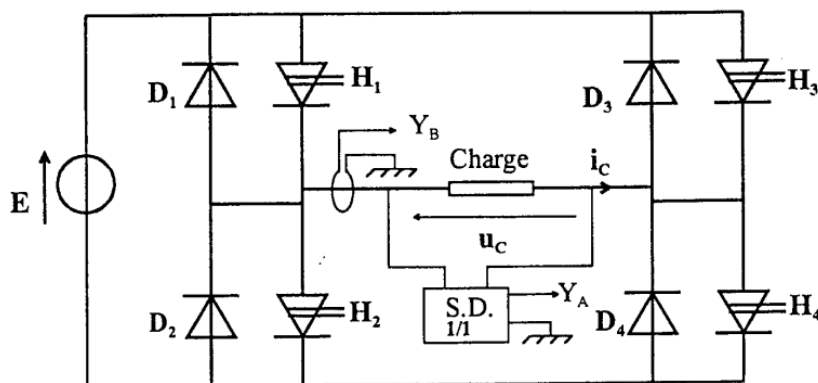 D1
H1
D3
H3
YB
Charge
iC
E
uC
D2
H2
S.D.
1/1
YA
D4
H4